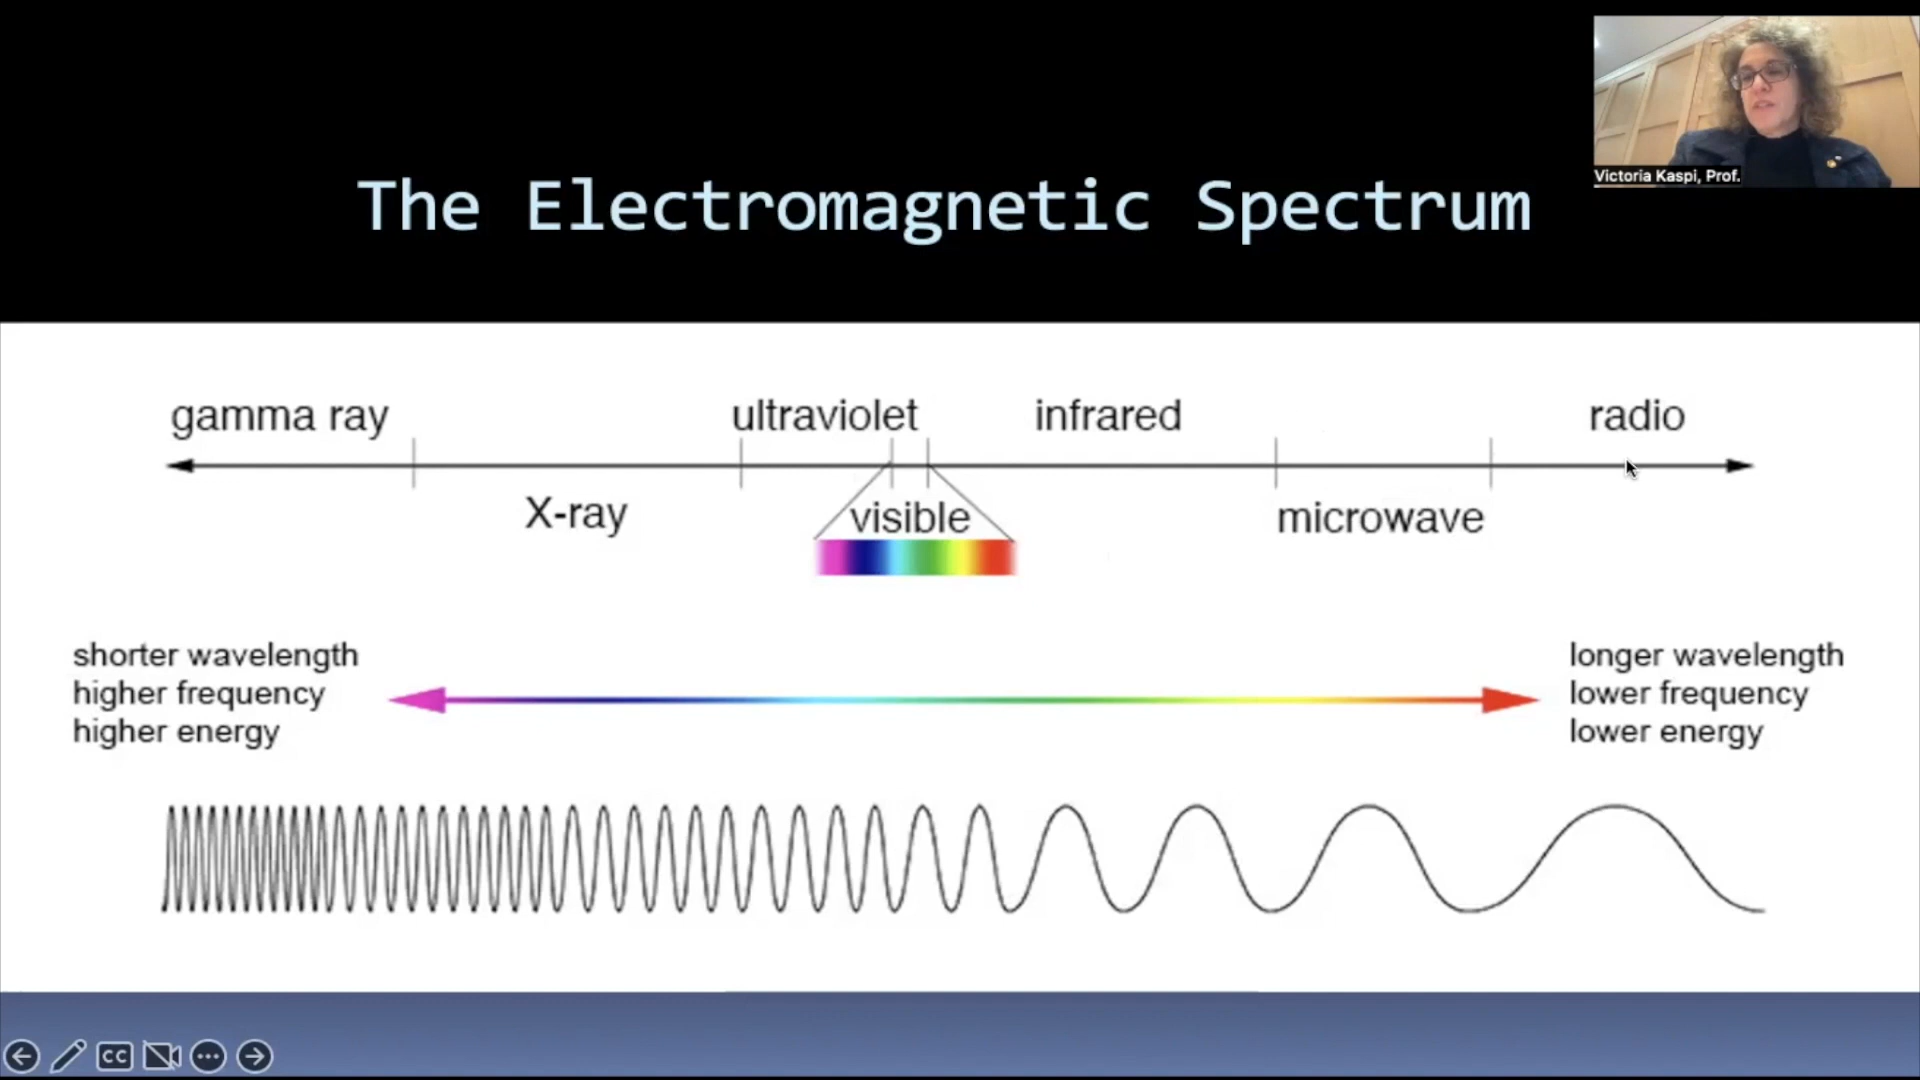 Victoria Kaspi, Prof.
The Electromagnetic Spectrum
gamma ray
ultraviolet
infrared
radio
X-ray
visible
microwave
shorter wavelength
higher frequency
higher energy
longer wavelength
lower frequency
lower energy
CC